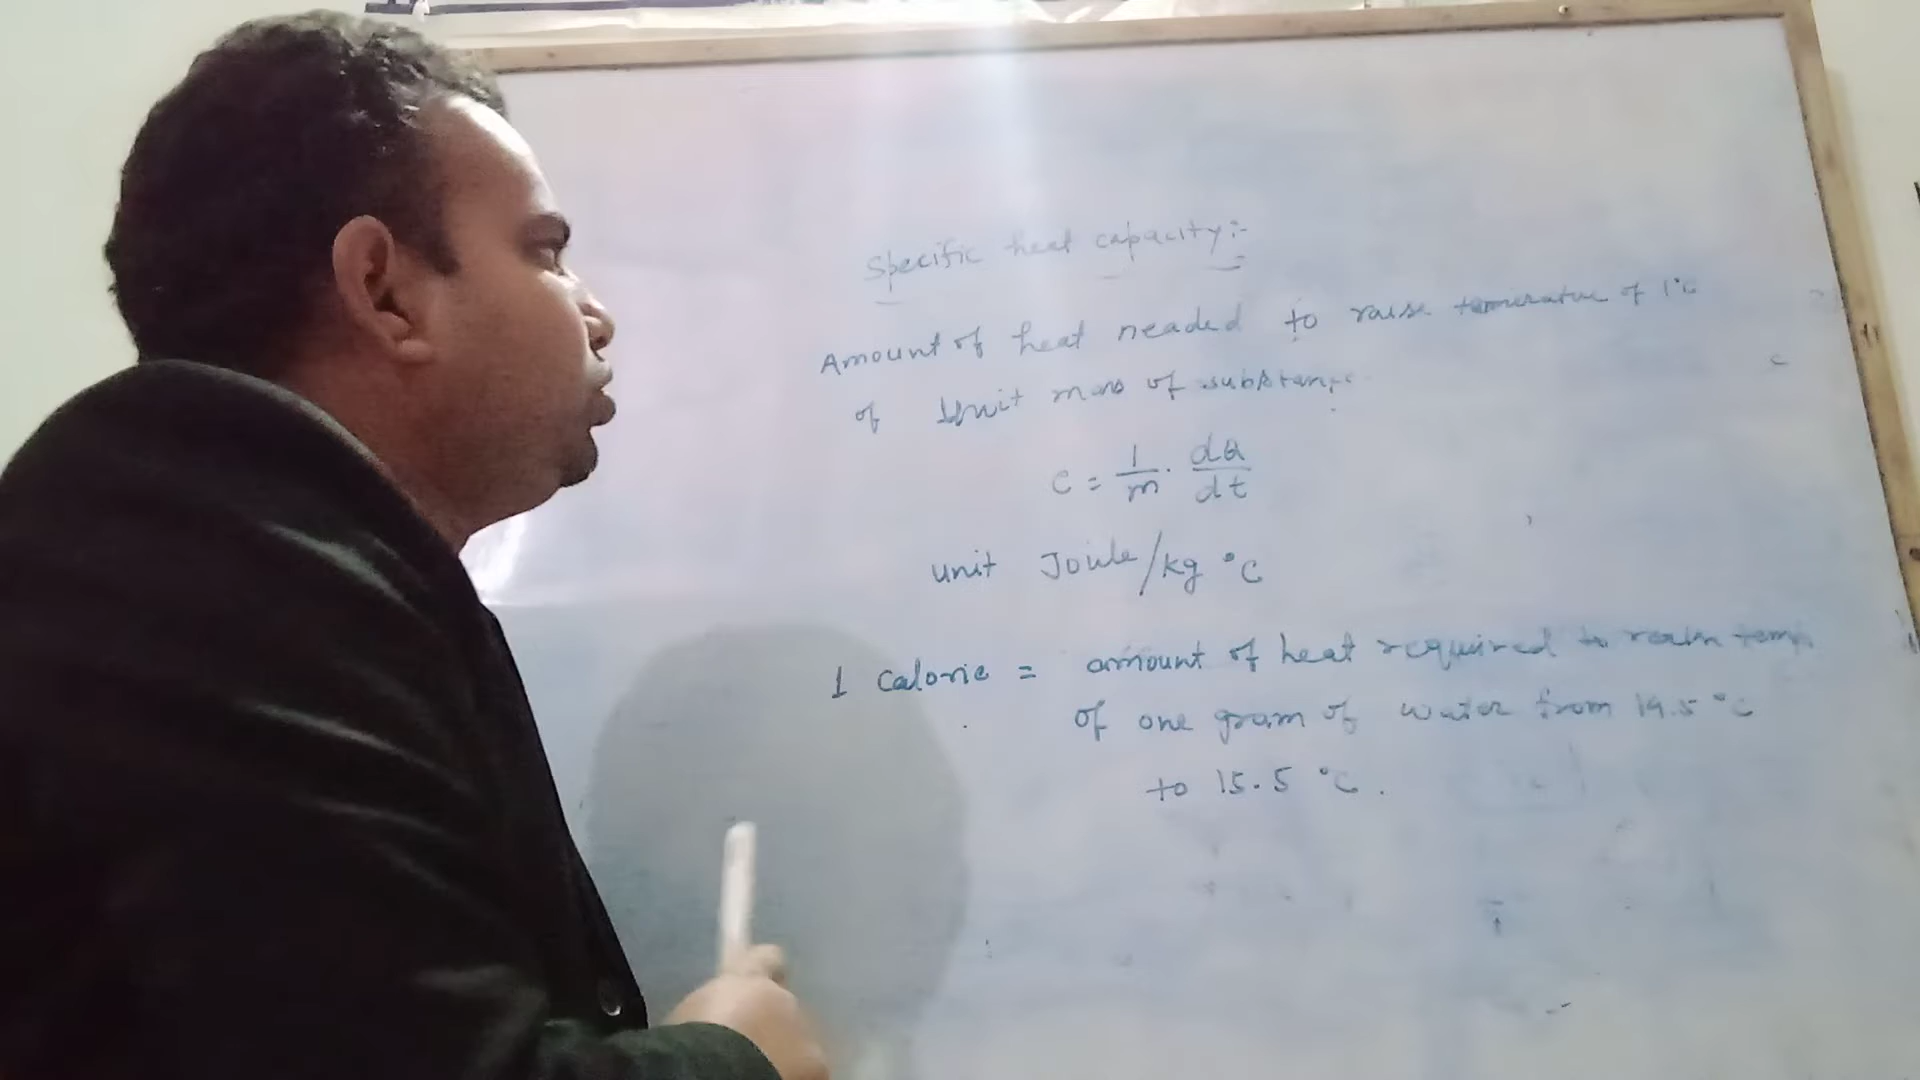 Specific heat capacity:-
Amount of heat neaded to raise temperature of 1°C
of Unit mass of substance
c = 1/m . dQ/dt
unit Joule/kg °C
1 Calorie = amount of heat required to temp.
of one gram of water from 14.5 °C
to 15.5 °C.